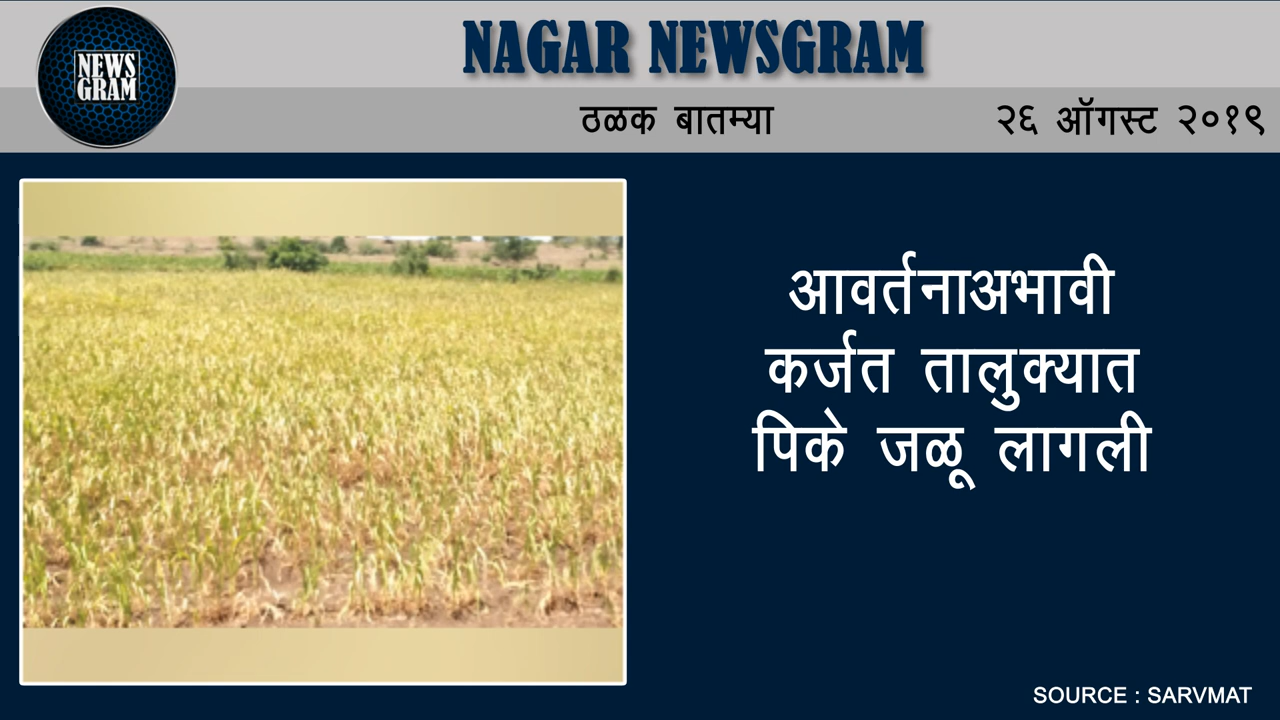 NEWS
GRAM
NAGAR NEWSGRAM
ठळक बातम्या
२६ ऑगस्ट २०१९
आवर्तनाअभावी
कर्जत तालुक्यात
पिके जळू लागली
SOURCE : SARVMAT